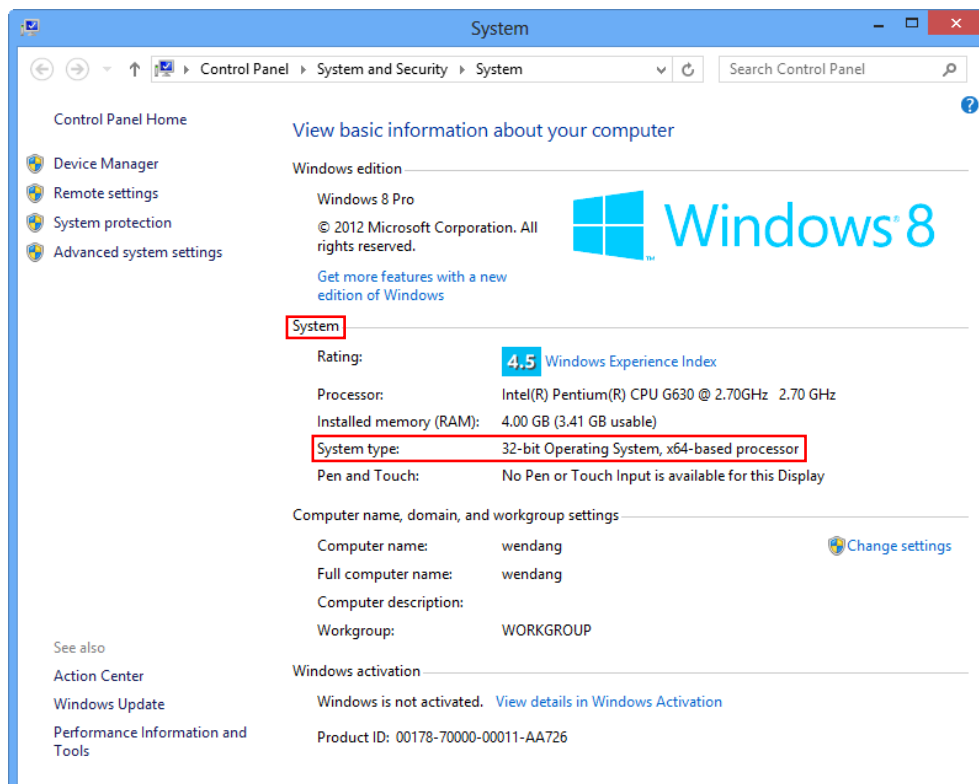 System
Control Panel System and Security System
Search Control Panel
Control Panel Home
Device Manager
Remote settings
System protection
Advanced system settings
View basic information about your computer
Windows edition
Windows 8 Pro
© 2012 Microsoft Corporation. All
rights reserved.
Get more features with a new
edition of Windows
Windows® 8
™
System
Rating: 4.5 Windows Experience Index
Processor: Intel(R) Pentium(R) CPU G630 @ 2.70GHz 2.70 GHz
Installed memory (RAM): 4.00 GB (3.41 GB usable)
System type: 32-bit Operating System, x64-based processor
Pen and Touch: No Pen or Touch Input is available for this Display
Computer name, domain, and workgroup settings
Computer name: wendang Change settings
Full computer name: wendang
Computer description:
Workgroup: WORKGROUP
Windows activation
Windows is not activated. View details in Windows Activation
Product ID: 00178-70000-00011-AA726
See also
Action Center
Windows Update
Performance Information and
Tools